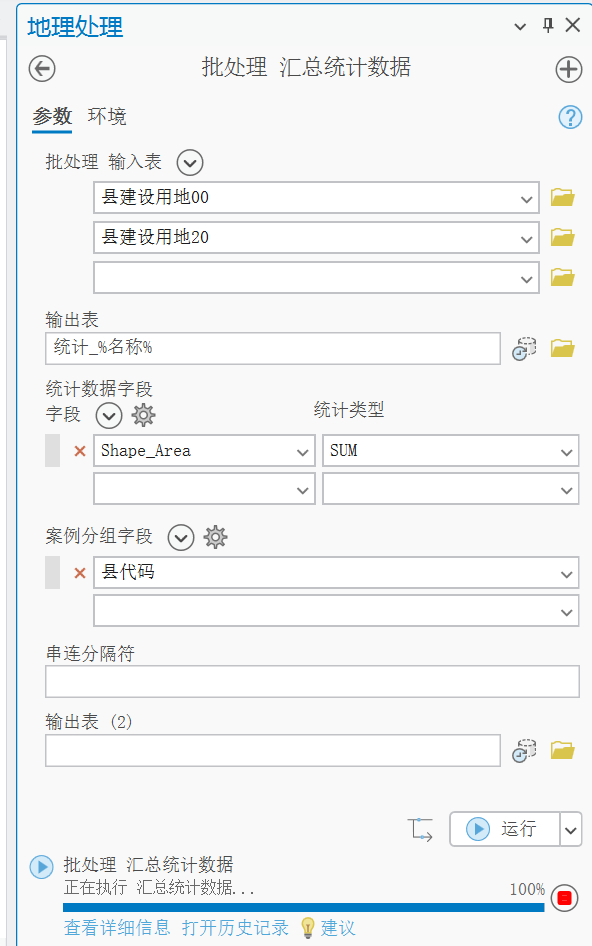 地理处理
批处理 汇总统计数据
参数 环境
批处理 输入表
县建设用地00
县建设用地20
输出表
统计_%名称%
统计数据字段
字段 统计类型
Shape_Area SUM
案例分组字段
县代码
串连分隔符
输出表 (2)
运行
批处理 汇总统计数据
正在执行 汇总统计数据...
100%
查看详细信息 打开历史记录 建议